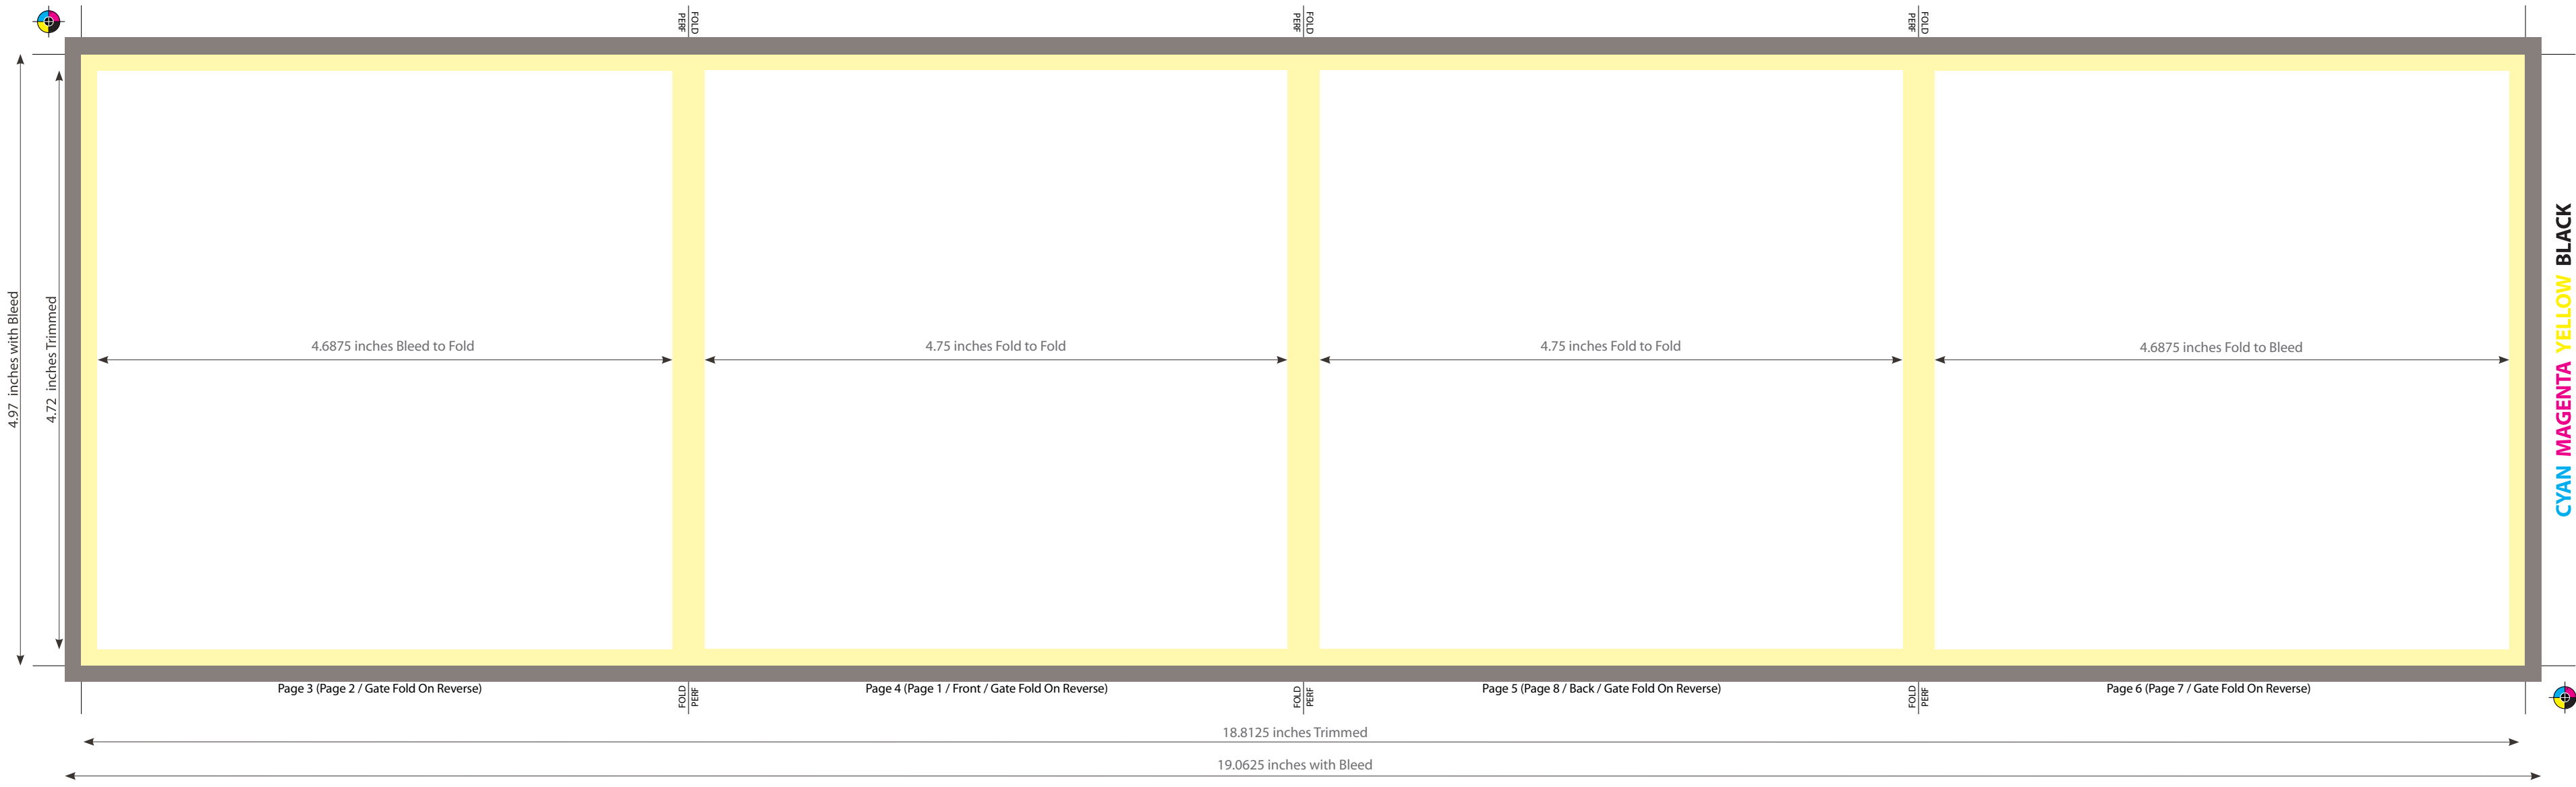 FOLD
PERF
FOLD
PERF
FOLD
PERF
4.97 inches with Bleed
4.72 inches Trimmed
4.6875 inches Bleed to Fold
4.75 inches Fold to Fold
4.75 inches Fold to Fold
4.6875 inches Fold to Bleed
CYAN MAGENTA YELLOW BLACK
Page 3 (Page 2 / Gate Fold On Reverse)
FOLD
PERF
Page 4 (Page 1 / Front / Gate Fold On Reverse)
FOLD
PERF
Page 5 (Page 8 / Back / Gate Fold On Reverse)
FOLD
PERF
Page 6 (Page 7 / Gate Fold On Reverse)
18.8125 inches Trimmed
19.0625 inches with Bleed